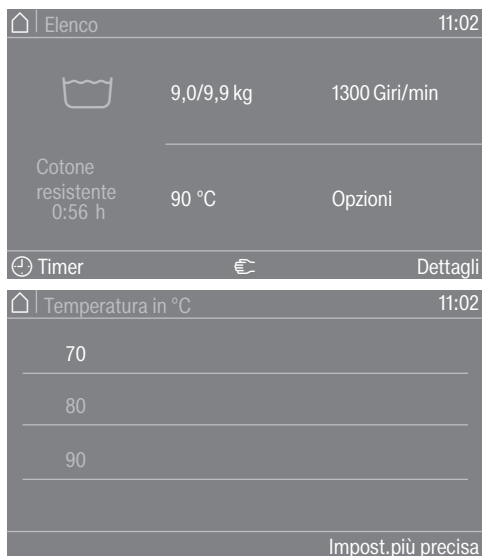 Elenco 11:02
9,0/9,9 kg 1300 Giri/min
Cotone
resistente
0:56 h
90 °C Opzioni
Timer Dettagli
Temperatura in °C 11:02
70
80
90
Impost.più precisa